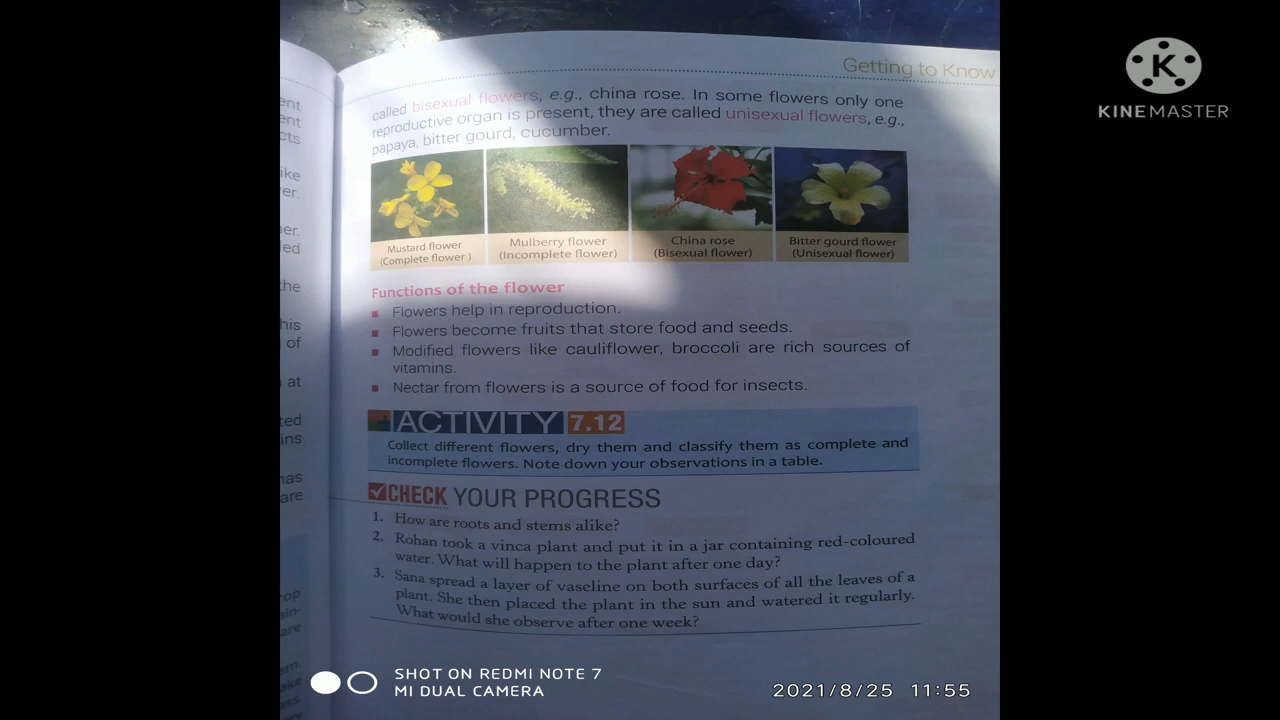 Getting to Know
KINEMASTER
called bisexual flowers, e.g., china rose. In some flowers only one
reproductive organ is present, they are called unisexual flowers, e.g.,
papaya, bitter gourd, cucumber.
Mustard flower
(Complete flower )
Mulberry flower
(Incomplete flower)
China rose
(Bisexual flower)
Bitter gourd flower
(Unisexual flower)
Functions of the flower
Flowers help in reproduction.
Flowers become fruits that store food and seeds.
Modified flowers like cauliflower, broccoli are rich sources of
vitamins.
Nectar from flowers is a source of food for insects.
ACTIVITY 7.12
Collect different flowers, dry them and classify them as complete and
incomplete flowers. Note down your observations in a table.
CHECK YOUR PROGRESS
1. How are roots and stems alike?
2. Rohan took a vinca plant and put it in a jar containing red-coloured
water. What will happen to the plant after one day?
3. Sana spread a layer of vaseline on both surfaces of all the leaves of a
plant. She then placed the plant in the sun and watered it regularly.
What would she observe after one week?
SHOT ON REDMI NOTE 7
MI DUAL CAMERA
2021/8/25 11:55